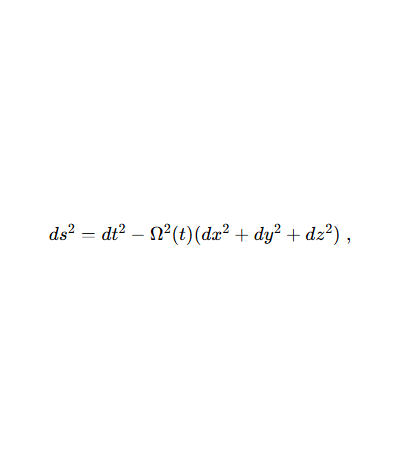 ds² = dt² − Ω²(t)(dx² + dy² + dz²) ,